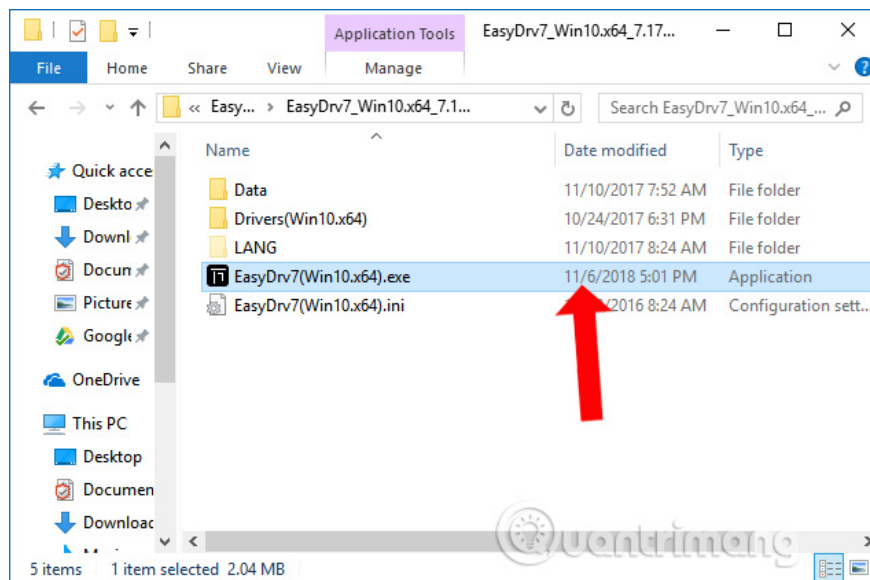 Application Tools EasyDrv7_Win10.x64_7.17...
File Home Share View Manage
« Easy... > EasyDrv7_Win10.x64_7.1... Search EasyDrv7_Win10.x64_...
Name Date modified Type
Quick acce
Deskto
Downl
Docum
Picture
Google
OneDrive
This PC
Desktop
Documen
Downloac
Data 11/10/2017 7:52 AM File folder
Drivers(Win10.x64) 10/24/2017 6:31 PM File folder
LANG 11/10/2017 8:24 AM File folder
EasyDrv7(Win10.x64).exe 11/6/2018 5:01 PM Application
EasyDrv7(Win10.x64).ini /2016 8:24 AM Configuration sett...
Quantrimang
5 items 1 item selected 2.04 MB